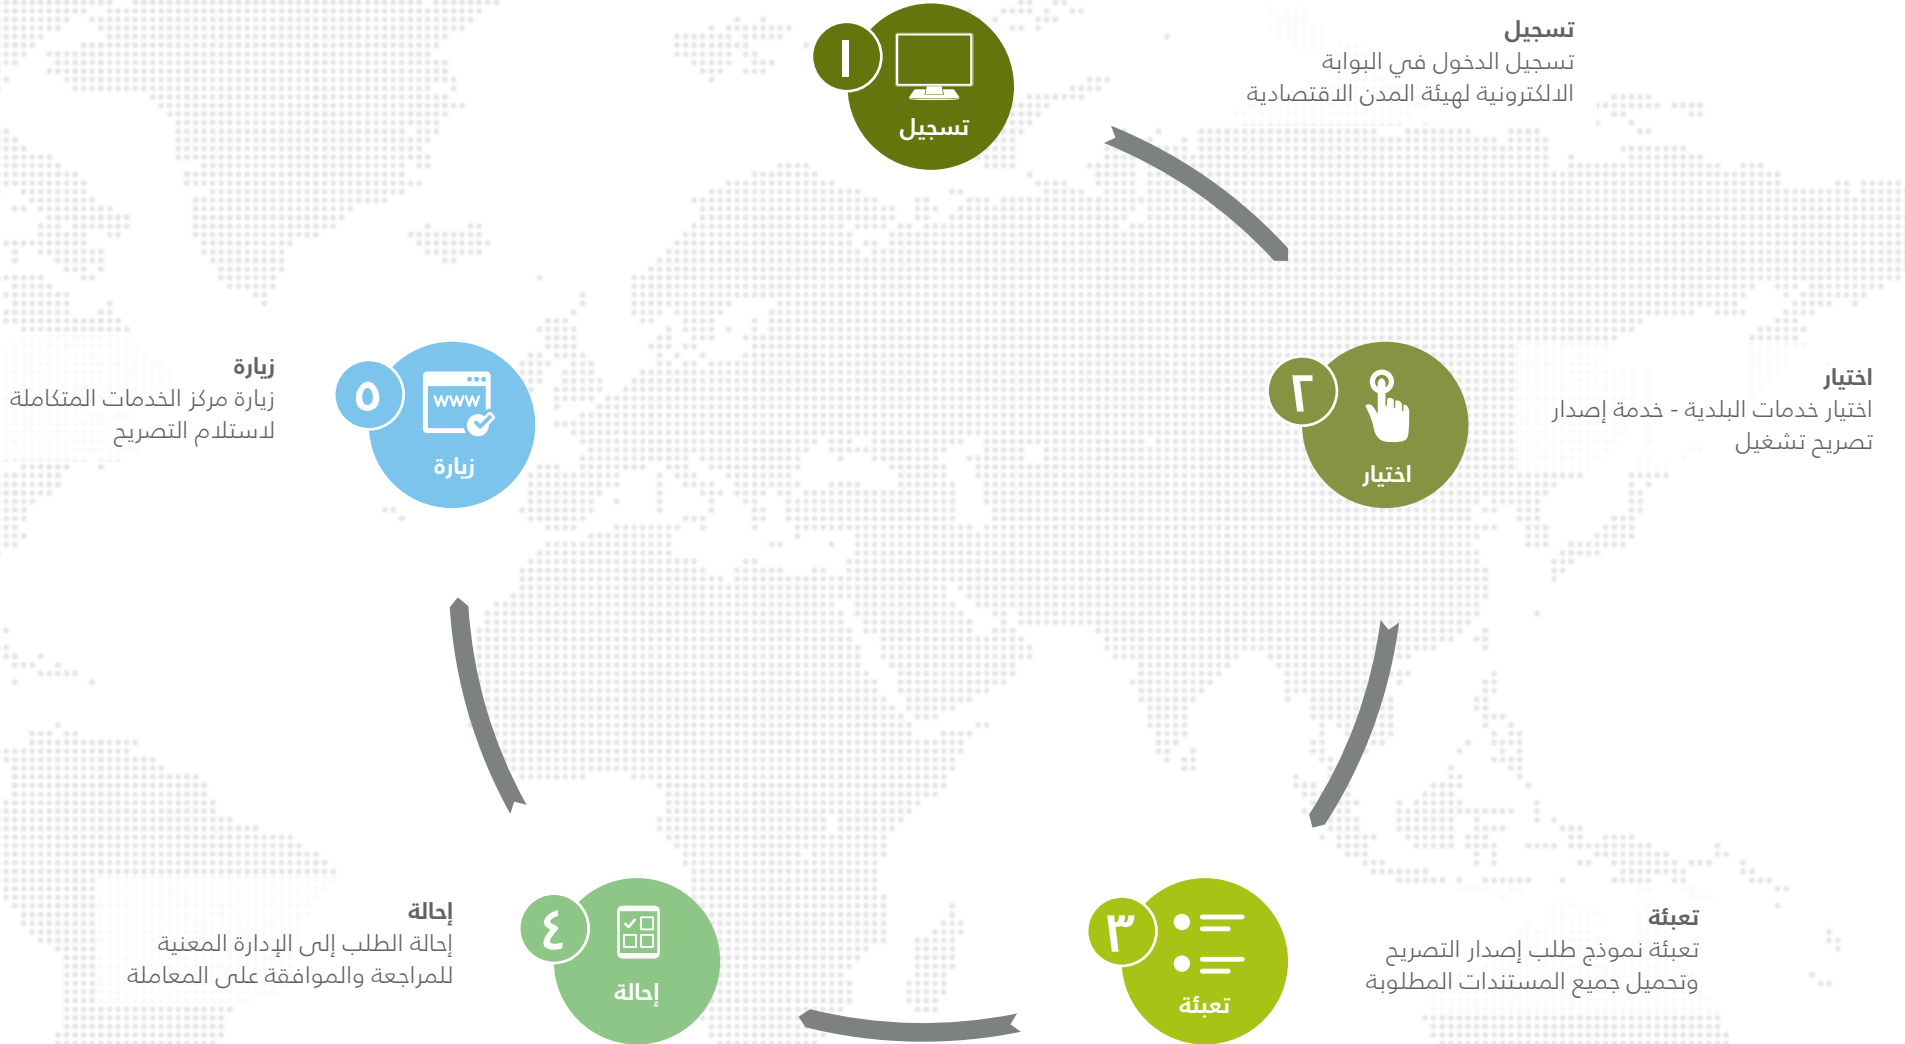 ١
تسجيل
تسجيل
تسجيل الدخول في البوابة
الالكترونية لهيئة المدن الاقتصادية
٢
اختيار
اختيار
اختيار خدمات البلدية - خدمة إصدار
تصريح تشغيل
٣
تعبئة
تعبئة
تعبئة نموذج طلب إصدار التصريح
وتحميل جميع المستندات المطلوبة
٤
إحالة
إحالة
إحالة الطلب إلى الإدارة المعنية
للمراجعة والموافقة على المعاملة
٥
www
زيارة
زيارة
زيارة مركز الخدمات المتكاملة
لاستلام التصريح